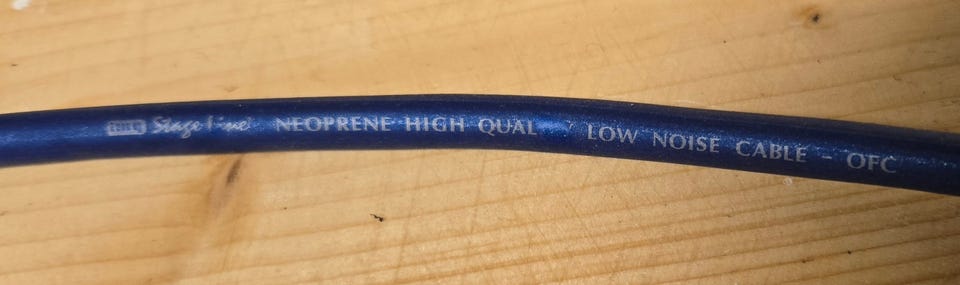 Stage Line NEOPRENE HIGH QUAL LOW NOISE CABLE - OFC